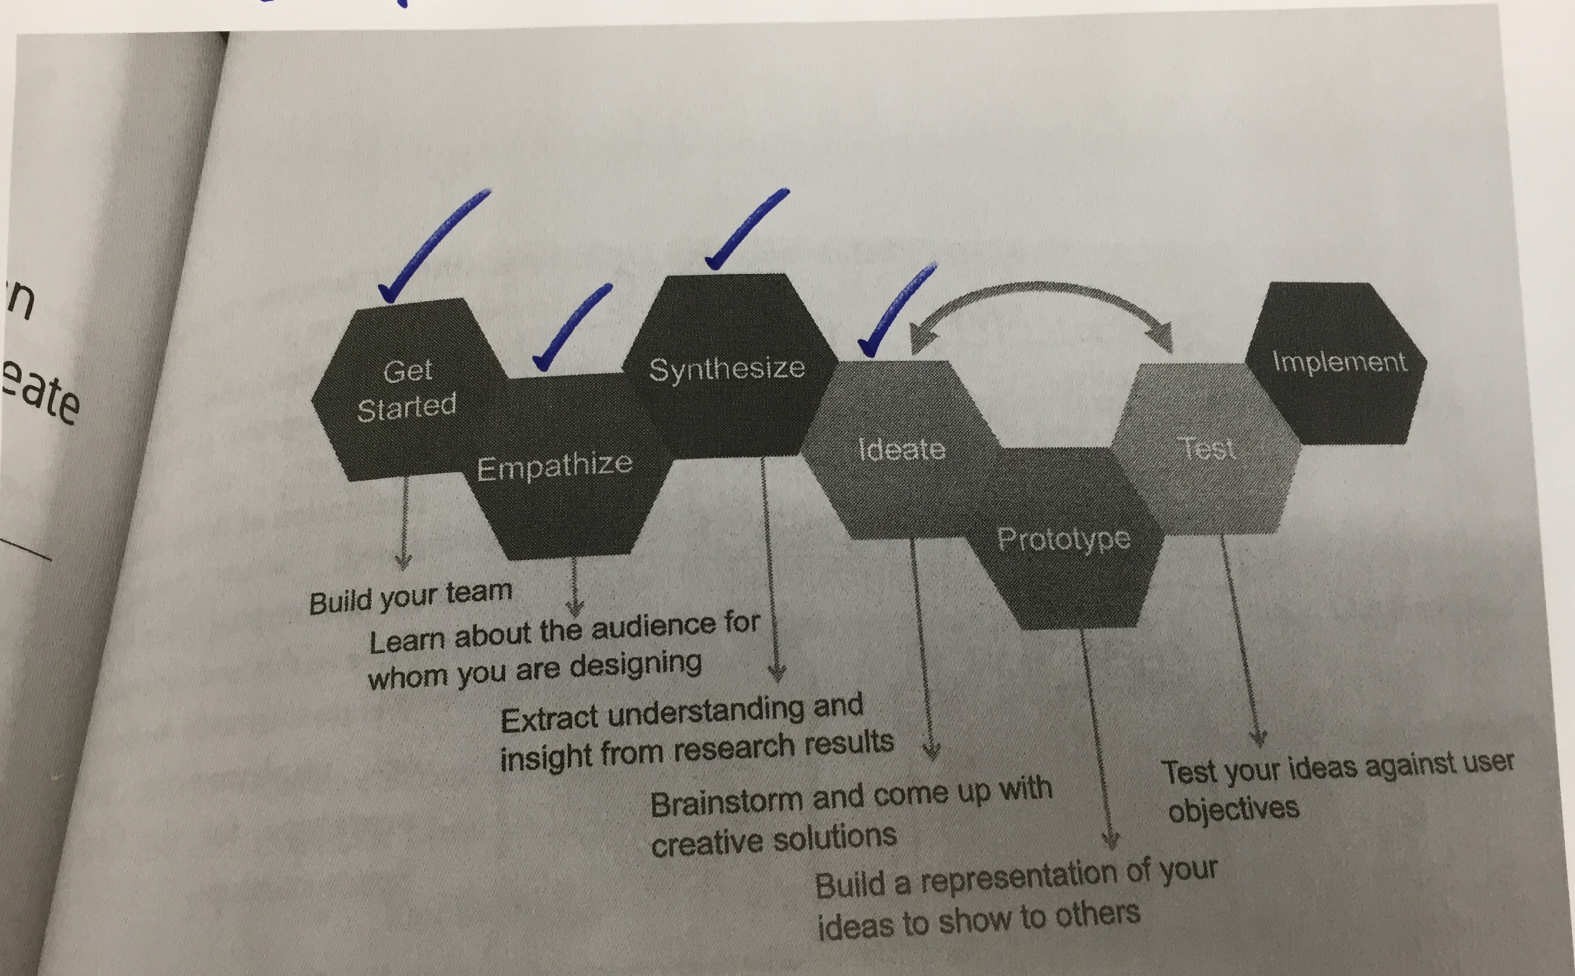 n
eate
Get
Started
Empathize
Synthesize
Ideate
Prototype
Test
Implement
Build your team
Learn about the audience for
whom you are designing
Extract understanding and
insight from research results
Brainstorm and come up with
creative solutions
Build a representation of your
ideas to show to others
Test your ideas against user
objectives